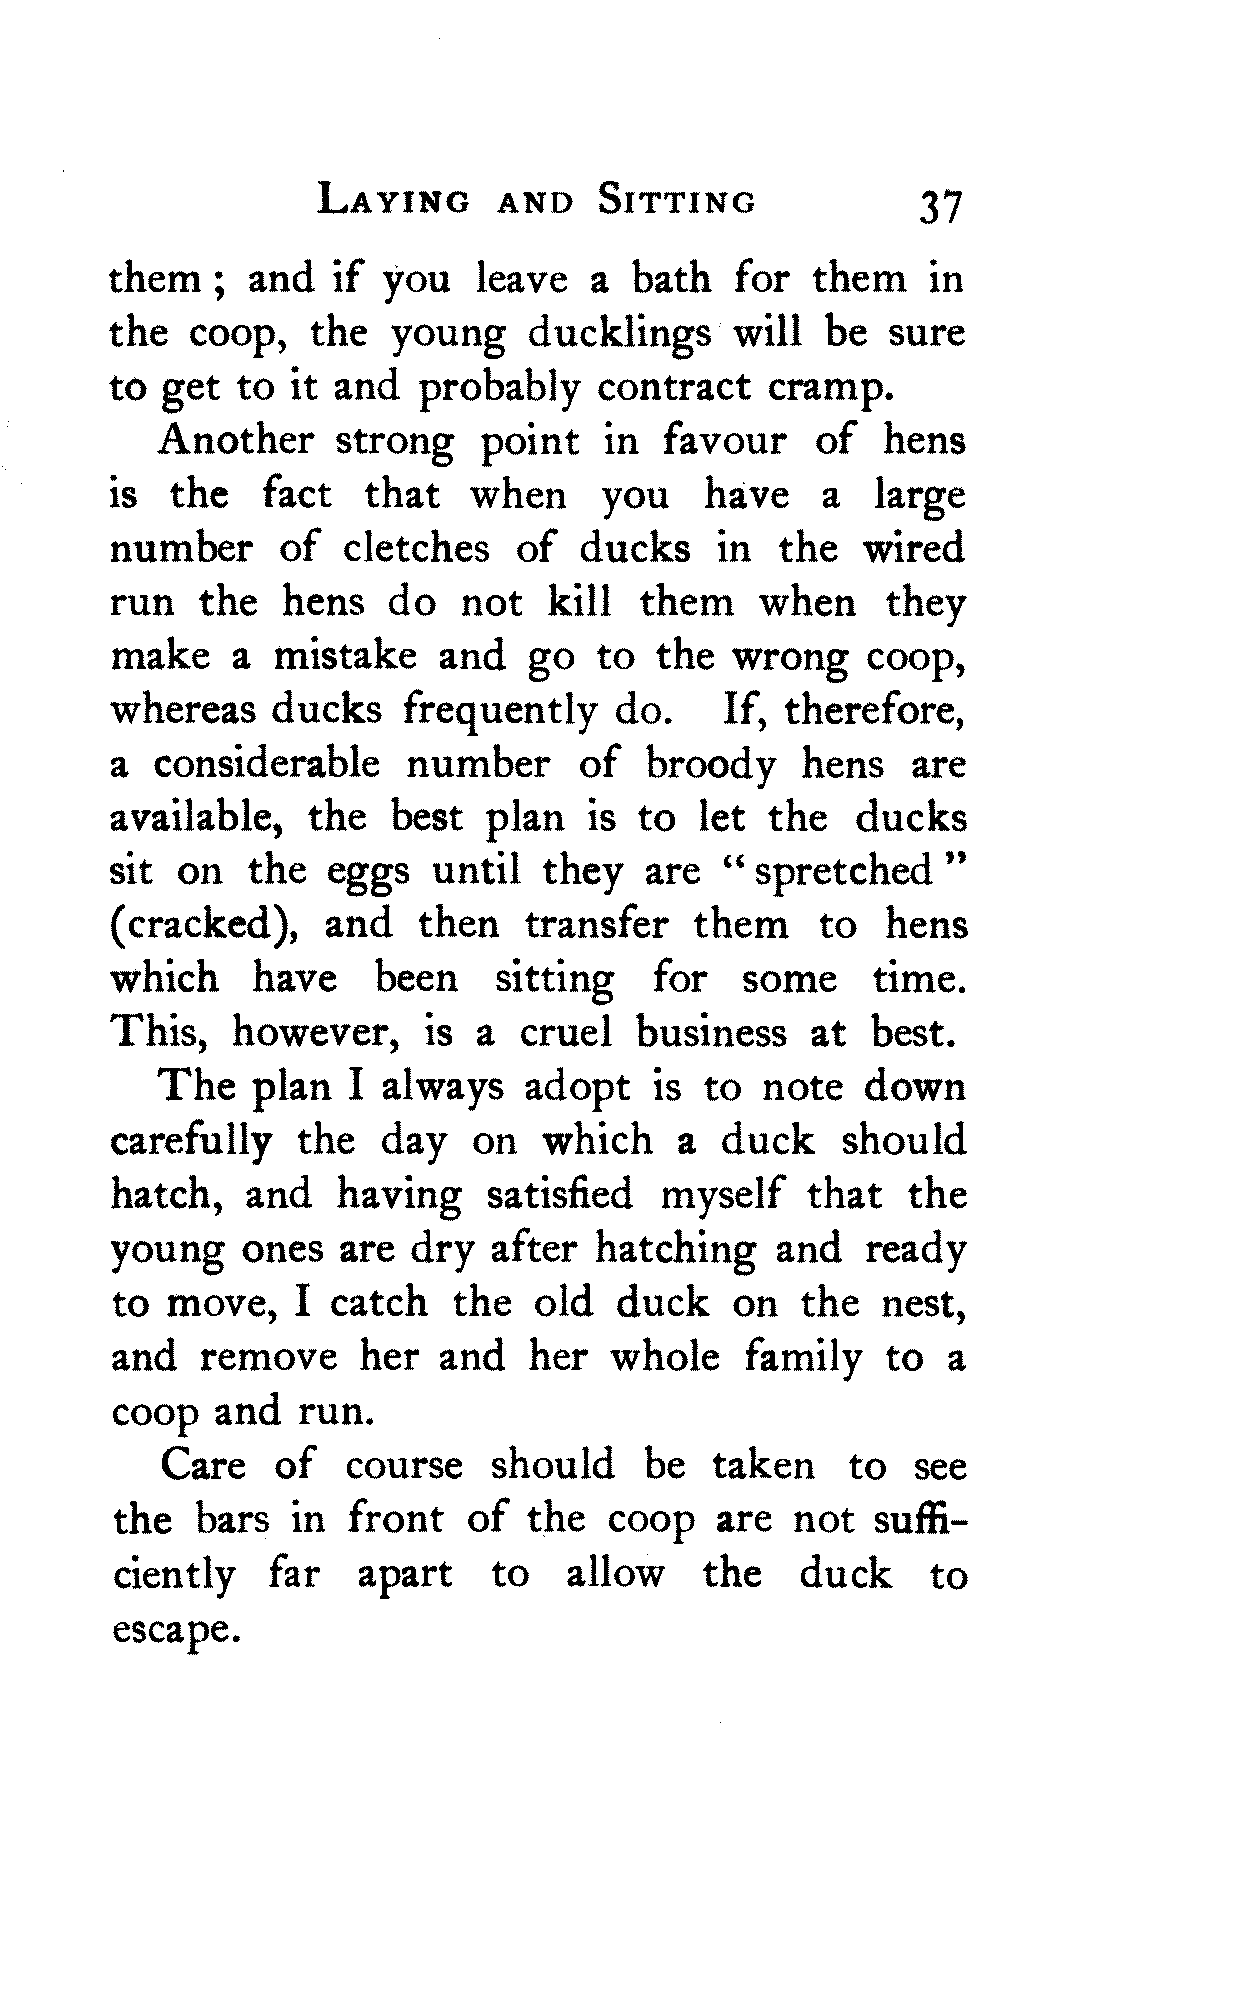 LAYING AND SITTING 37
them ; and if you leave a bath for them in
the coop, the young ducklings will be sure
to get to it and probably contract cramp.
Another strong point in favour of hens
is the fact that when you have a large
number of cletches of ducks in the wired
run the hens do not kill them when they
make a mistake and go to the wrong coop,
whereas ducks frequently do. If, therefore,
a considerable number of broody hens are
available, the best plan is to let the ducks
sit on the eggs until they are “ spretched ”
(cracked), and then transfer them to hens
which have been sitting for some time.
This, however, is a cruel business at best.
The plan I always adopt is to note down
carefully the day on which a duck should
hatch, and having satisfied myself that the
young ones are dry after hatching and ready
to move, I catch the old duck on the nest,
and remove her and her whole family to a
coop and run.
Care of course should be taken to see
the bars in front of the coop are not suffi-
ciently far apart to allow the duck to
escape.